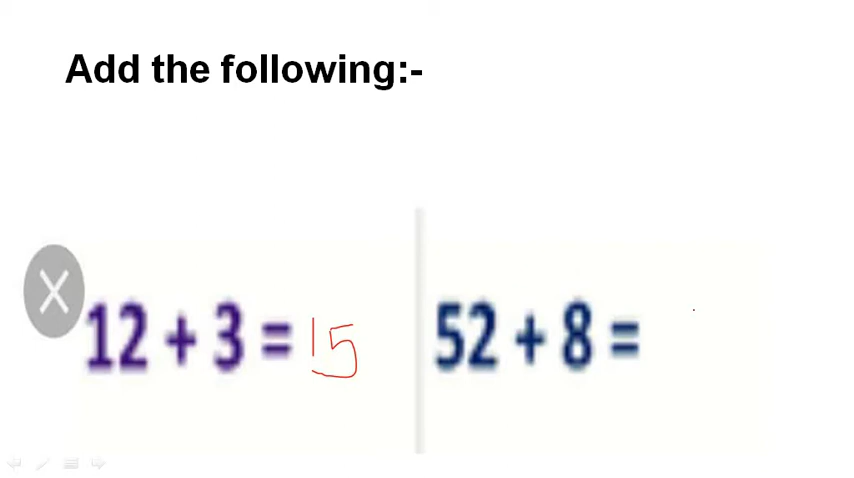 Add the following:-
12 + 3 = 15
52 + 8 =